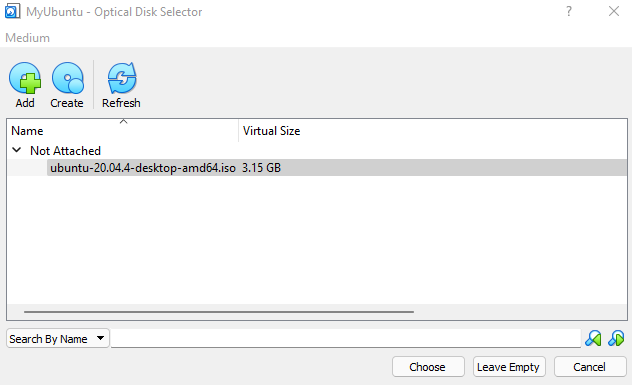 MyUbuntu - Optical Disk Selector
?
Medium
Add Create Refresh
Name Virtual Size
Not Attached
ubuntu-20.04.4-desktop-amd64.iso 3.15 GB
Search By Name
Choose Leave Empty Cancel